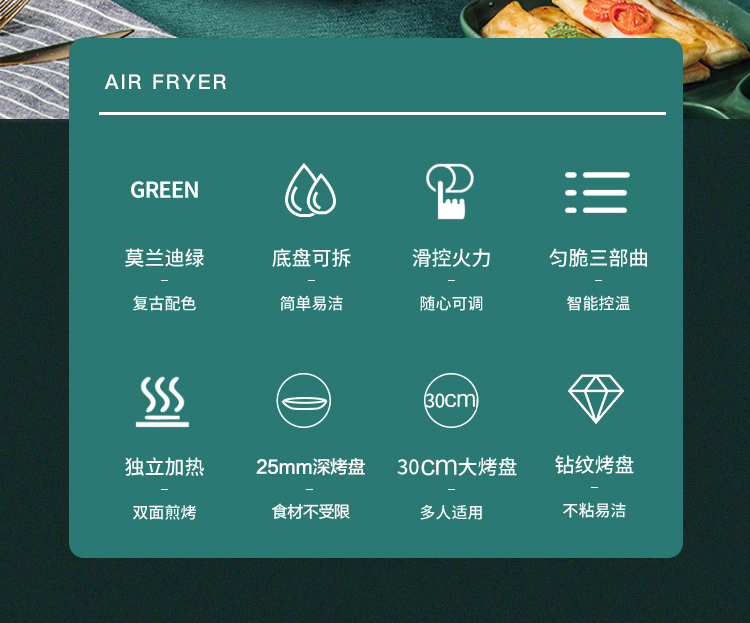 AIR FRYER
GREEN
莫兰迪绿
复古配色
底盘可拆
简单易洁
滑控火力
随心可调
匀脆三部曲
智能控温
独立加热
双面煎烤
25mm深烤盘
食材不受限
30cm
30cm大烤盘
多人适用
钻纹烤盘
不粘易洁